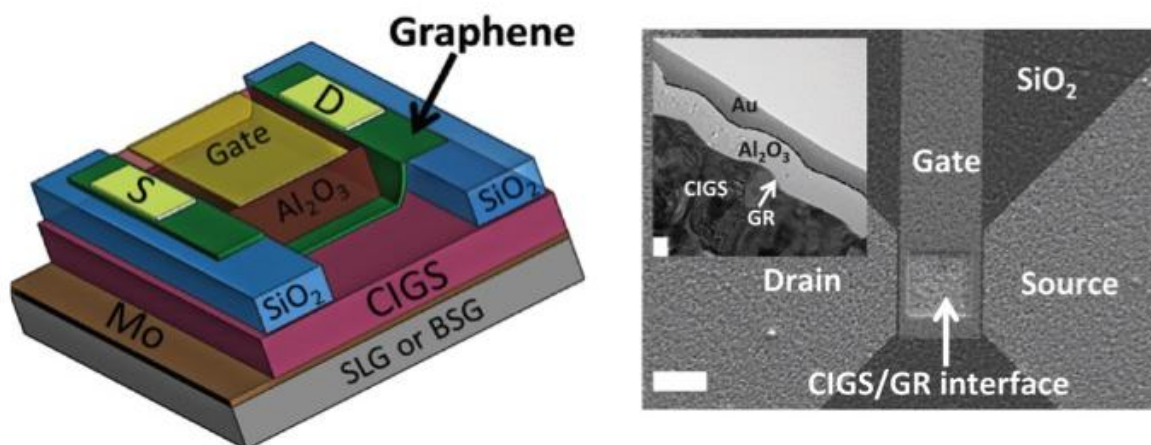 Graphene
D
Gate
S
Al₂O₃
SiO₂
SiO₂
CIGS
Mo
SLG or BSG
SiO₂
Au
Al₂O₃
Gate
CIGS
GR
Drain
Source
CIGS/GR interface